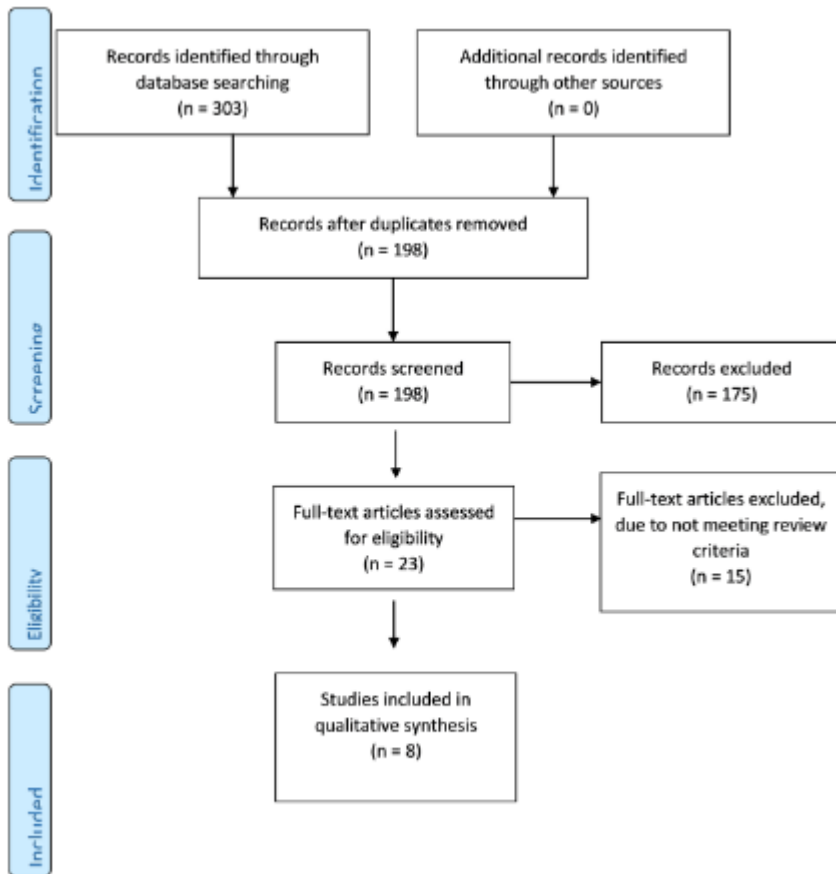 Identification
Records identified through
database searching
(n = 303)
Additional records identified
through other sources
(n = 0)
Records after duplicates removed
(n = 198)
Screening
Records screened
(n = 198)
Records excluded
(n = 175)
Eligibility
Full-text articles assessed
for eligibility
(n = 23)
Full-text articles excluded,
due to not meeting review
criteria
(n = 15)
Included
Studies included in
qualitative synthesis
(n = 8)